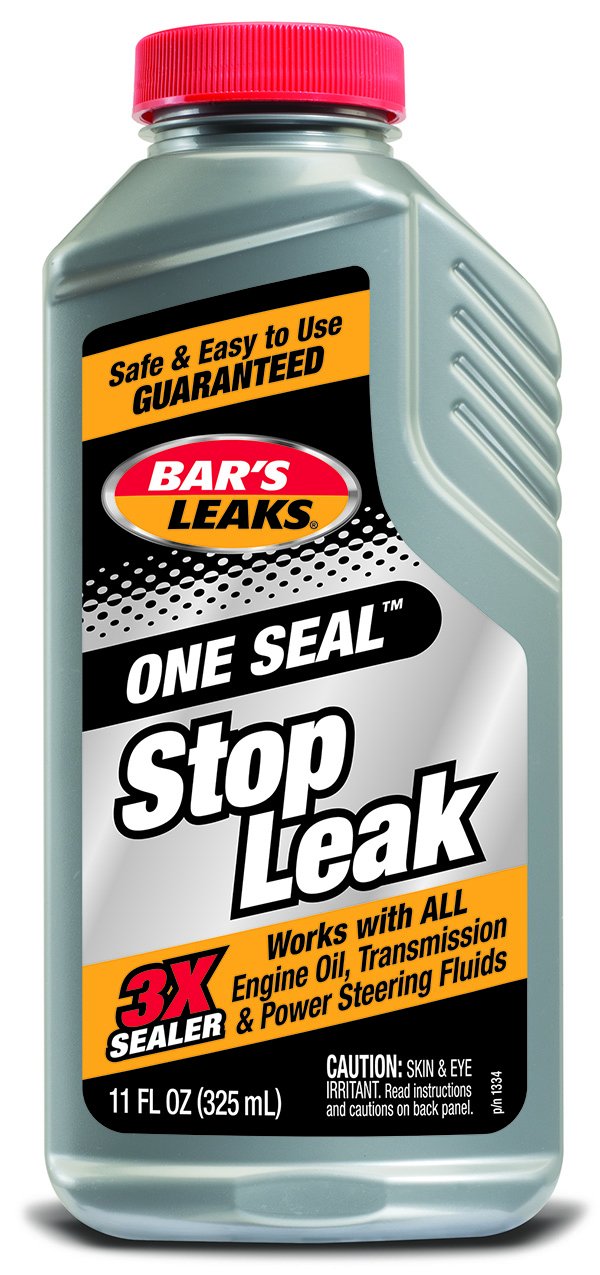 Safe & Easy to Use
GUARANTEED
BAR'S
LEAKS®
ONE SEAL™
Stop
Leak
Works with ALL
Engine Oil, Transmission
& Power Steering Fluids
3X
SEALER
11 FL OZ (325 mL)
CAUTION: SKIN & EYE
IRRITANT. Read instructions
and cautions on back panel.
p/n 1334